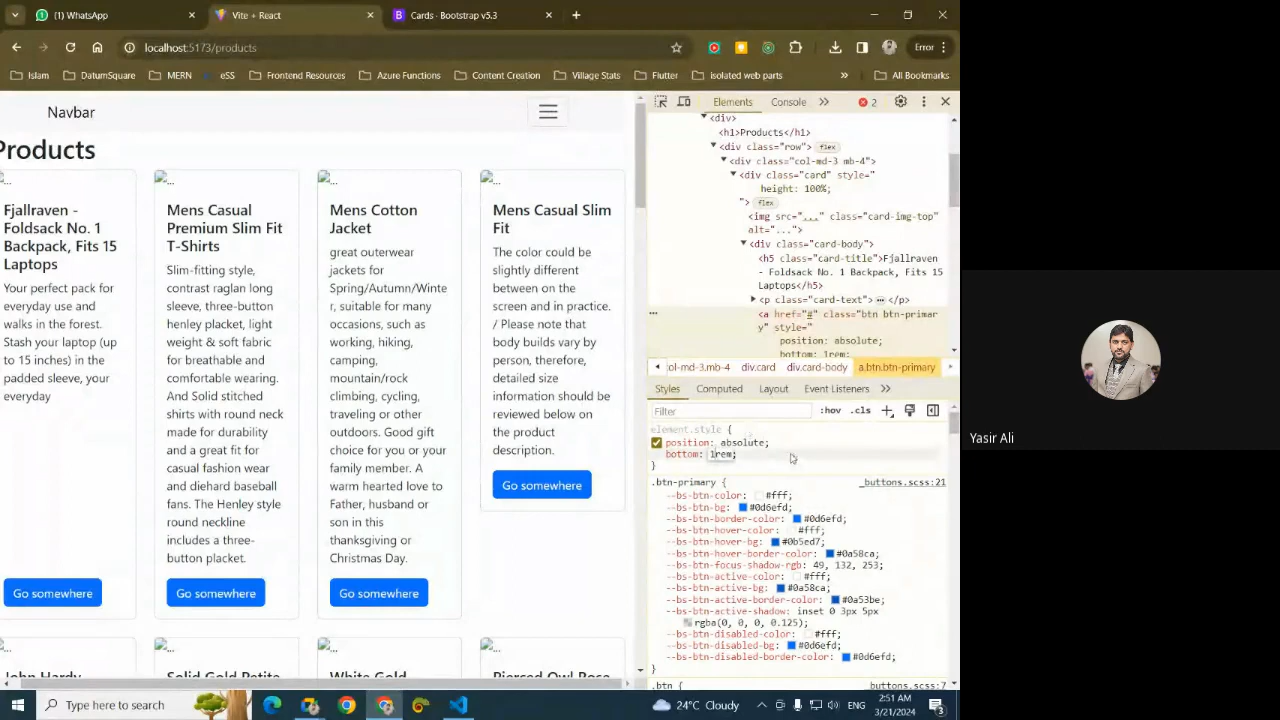 (1) WhatsApp
Vite + React
Cards · Bootstrap v5.3
localhost:5173/products
Error
Islam
DatumSquare
MERN
eSS
Frontend Resources
Azure Functions
Content Creation
Village Stats
Flutter
isolated web parts
All Bookmarks
Navbar
Products
...
Fjallraven -
Foldsack No. 1
Backpack, Fits 15
Laptops
Your perfect pack for
everyday use and
walks in the forest.
Stash your laptop (up
to 15 inches) in the
padded sleeve, your
everyday
Go somewhere
...
Mens Casual
Premium Slim Fit
T-Shirts
Slim-fitting style,
contrast raglan long
sleeve, three-button
henley placket, light
weight & soft fabric
for breathable and
comfortable wearing.
And Solid stitched
shirts with round neck
made for durability
and a great fit for
casual fashion wear
and diehard baseball
fans. The Henley style
round neckline
includes a three-
button placket.
Go somewhere
...
Mens Cotton
Jacket
great outerwear
jackets for
Spring/Autumn/Winte
r, suitable for many
occasions, such as
working, hiking,
camping,
mountain/rock
climbing, cycling,
traveling or other
outdoors. Good gift
choice for you or your
family member. A
warm hearted love to
Father, husband or
son in this
thanksgiving or
Christmas Day.
Go somewhere
...
Mens Casual Slim
Fit
The color could be
slightly different
between on the
screen and in practice.
/ Please note that
body builds vary by
person, therefore,
detailed size
information should be
reviewed below on
the product
description.
Go somewhere
...
...
...
...
John Hardy
Solid Gold Petite
White Gold
Pierced Owl Rose
Elements
Console
2
<div>
<h1>Products</h1>
<div class="row"> flex
<div class="col-md-3 mb-4">
<div class="card" style="
height: 100%;
"> flex
<img src="..." class="card-img-top"
alt="...">
<div class="card-body">
<h5 class="card-title">Fjallraven
- Foldsack No. 1 Backpack, Fits 15
Laptops</h5>
<p class="card-text"> … </p>
<a href="#" class="btn btn-primar
y" style="
position: absolute;
bottom: 1rem;
ol-md-3.mb-4
div.card
div.card-body
a.btn.btn-primary
Styles
Computed
Layout
Event Listeners
Filter
:hov
.cls
element.style {
position: absolute;
bottom: 1rem;
}
.btn-primary {
_buttons.scss:21
--bs-btn-color: #fff;
--bs-btn-bg: #0d6efd;
--bs-btn-border-color: #0d6efd;
--bs-btn-hover-color: #fff;
--bs-btn-hover-bg: #0b5ed7;
--bs-btn-hover-border-color: #0a58ca;
--bs-btn-focus-shadow-rgb: 49, 132, 253;
--bs-btn-active-color: #fff;
--bs-btn-active-bg: #0a58ca;
--bs-btn-active-border-color: #0a53be;
--bs-btn-active-shadow: inset 0 3px 5px
rgba(0, 0, 0, 0.125);
--bs-btn-disabled-color: #fff;
--bs-btn-disabled-bg: #0d6efd;
--bs-btn-disabled-border-color: #0d6efd;
}
.btn {
_buttons.scss:7
Yasir Ali
Type here to search
24°C Cloudy
ENG
2:51 AM
3/21/2024
3